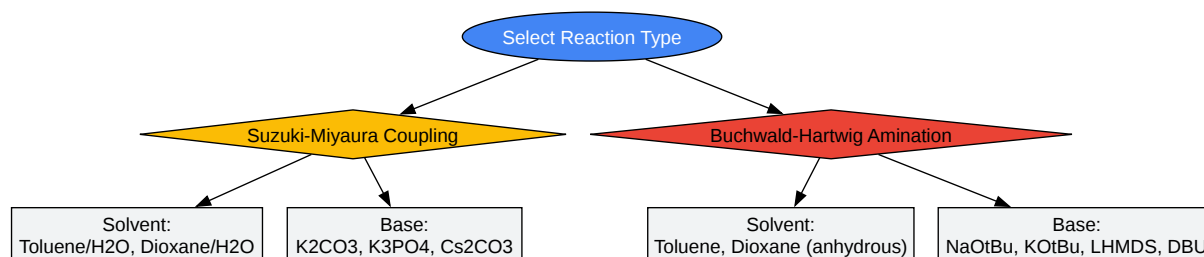 Select Reaction Type
Suzuki-Miyaura Coupling
Buchwald-Hartwig Amination
Solvent:
Toluene/H2O, Dioxane/H2O
Base:
K2CO3, K3PO4, Cs2CO3
Solvent:
Toluene, Dioxane (anhydrous)
Base:
NaOtBu, KOtBu, LHMDS, DBU